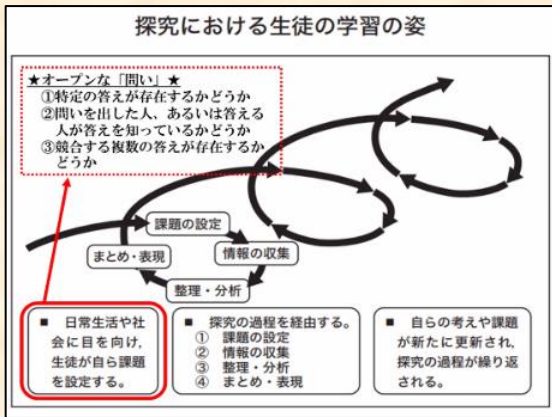 探究における生徒の学習の姿
★オープンな「問い」★
①特定の答えが存在するかどうか
②問いを出した人、あるいは答える
人が答えを知っているかどうか
③競合する複数の答えが存在するか
どうか
課題の設定
情報の収集
整理・分析
まとめ・表現
■ 日常生活や社
会に目を向け,
生徒が自ら課題
を設定する。
■ 探究の過程を経由する。
① 課題の設定
② 情報の収集
③ 整理・分析
④ まとめ・表現
■ 自らの考えや課題
が新たに更新され,
探究の過程が繰り返
される。